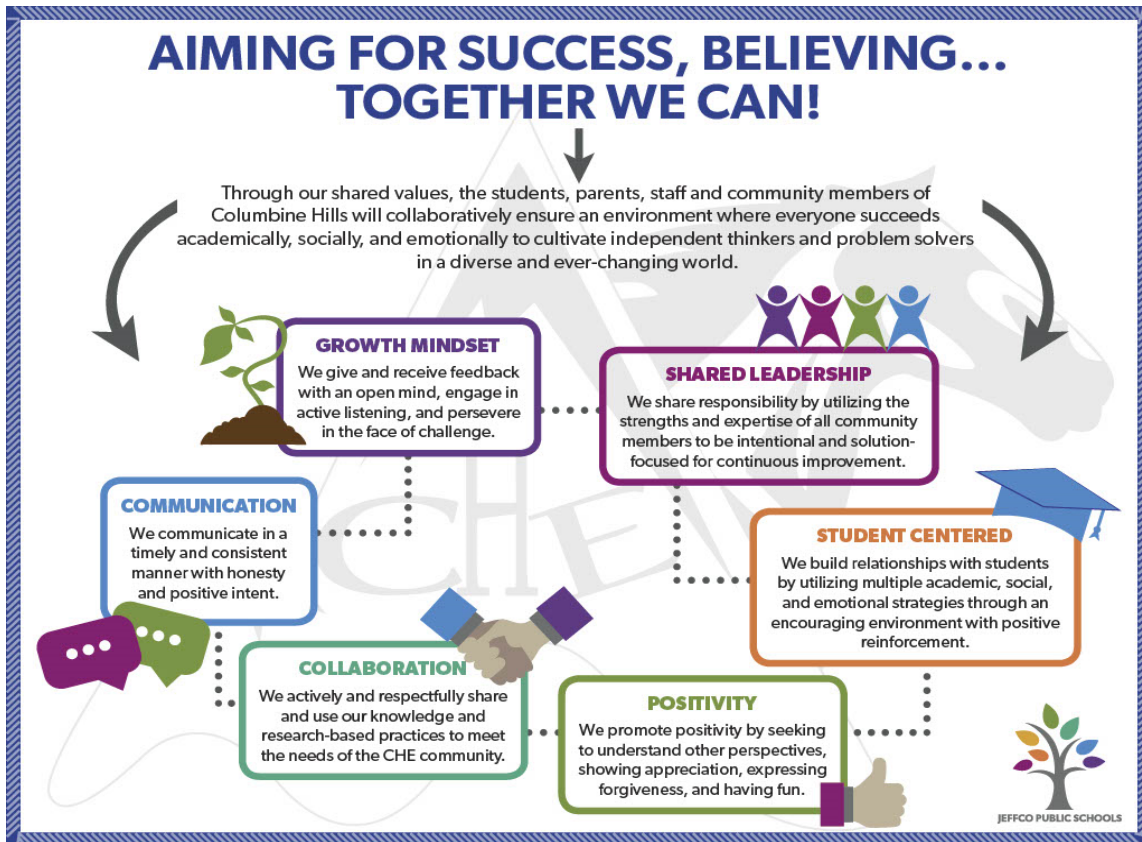 AIMING FOR SUCCESS, BELIEVING...
TOGETHER WE CAN!
Through our shared values, the students, parents, staff and community members of
Columbine Hills will collaboratively ensure an environment where everyone succeeds
academically, socially, and emotionally to cultivate independent thinkers and problem solvers
in a diverse and ever-changing world.
GROWTH MINDSET
We give and receive feedback
with an open mind, engage in
active listening, and persevere
in the face of challenge.
SHARED LEADERSHIP
We share responsibility by utilizing the
strengths and expertise of all community
members to be intentional and solution-
focused for continuous improvement.
COMMUNICATION
We communicate in a
timely and consistent
manner with honesty
and positive intent.
STUDENT CENTERED
We build relationships with students
by utilizing multiple academic, social,
and emotional strategies through an
encouraging environment with positive
reinforcement.
COLLABORATION
We actively and respectfully share
and use our knowledge and
research-based practices to meet
the needs of the CHE community.
POSITIVITY
We promote positivity by seeking
to understand other perspectives,
showing appreciation, expressing
forgiveness, and having fun.
CHE
JEFFCO PUBLIC SCHOOLS